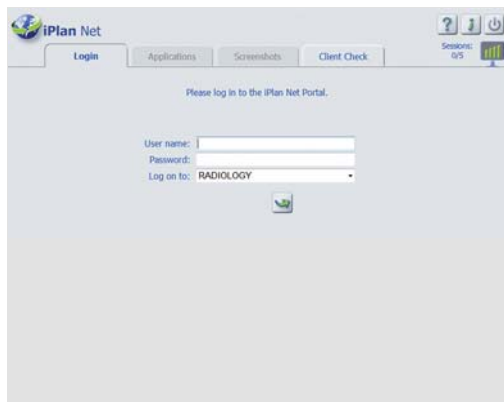 iPlan Net
? i
Login Applications Screenshots Client Check
Sessions:
0/5
Please log in to the iPlan Net Portal.
User name:
Password:
Log on to: RADIOLOGY